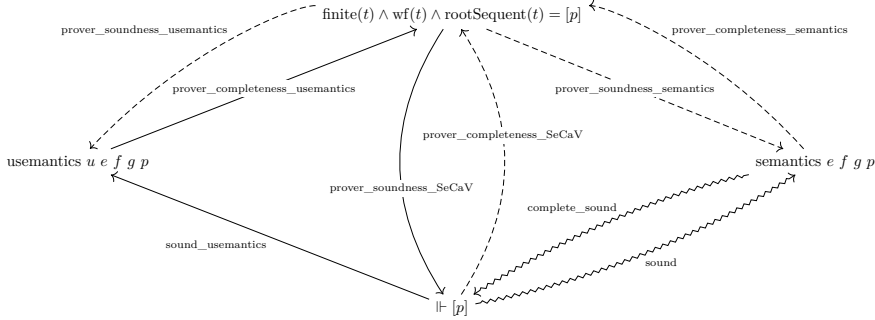 finite(t) ∧ wf(t) ∧ rootSequent(t) = [p]
prover_soundness_usemantics
prover_completeness_semantics
prover_completeness_usemantics
prover_soundness_semantics
prover_completeness_SeCaV
usemantics u e f g p
semantics e f g p
prover_soundness_SeCaV
complete_sound
sound_usemantics
sound
⊩ [p]